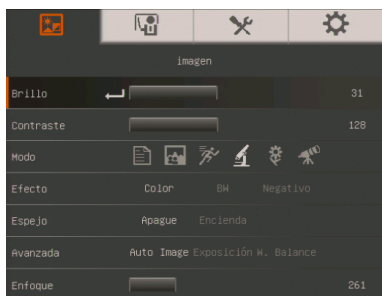 imagen
Brillo 31
Contraste 128
Modo
Efecto Color BW Negativo
Espejo Apague Encienda
Avanzada Auto Image Exposición W. Balance
Enfoque 261